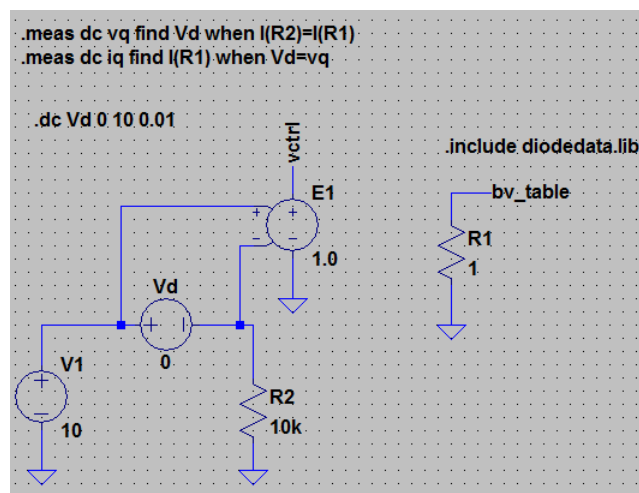 .meas dc vq find Vd when I(R2)=I(R1)
.meas dc iq find I(R1) when Vd=vq
.dc Vd 0 10 0.01
vctrl
.include diodedata.lib
E1
bv_table
R1
1.0
1
Vd
0
V1
10
R2
10k